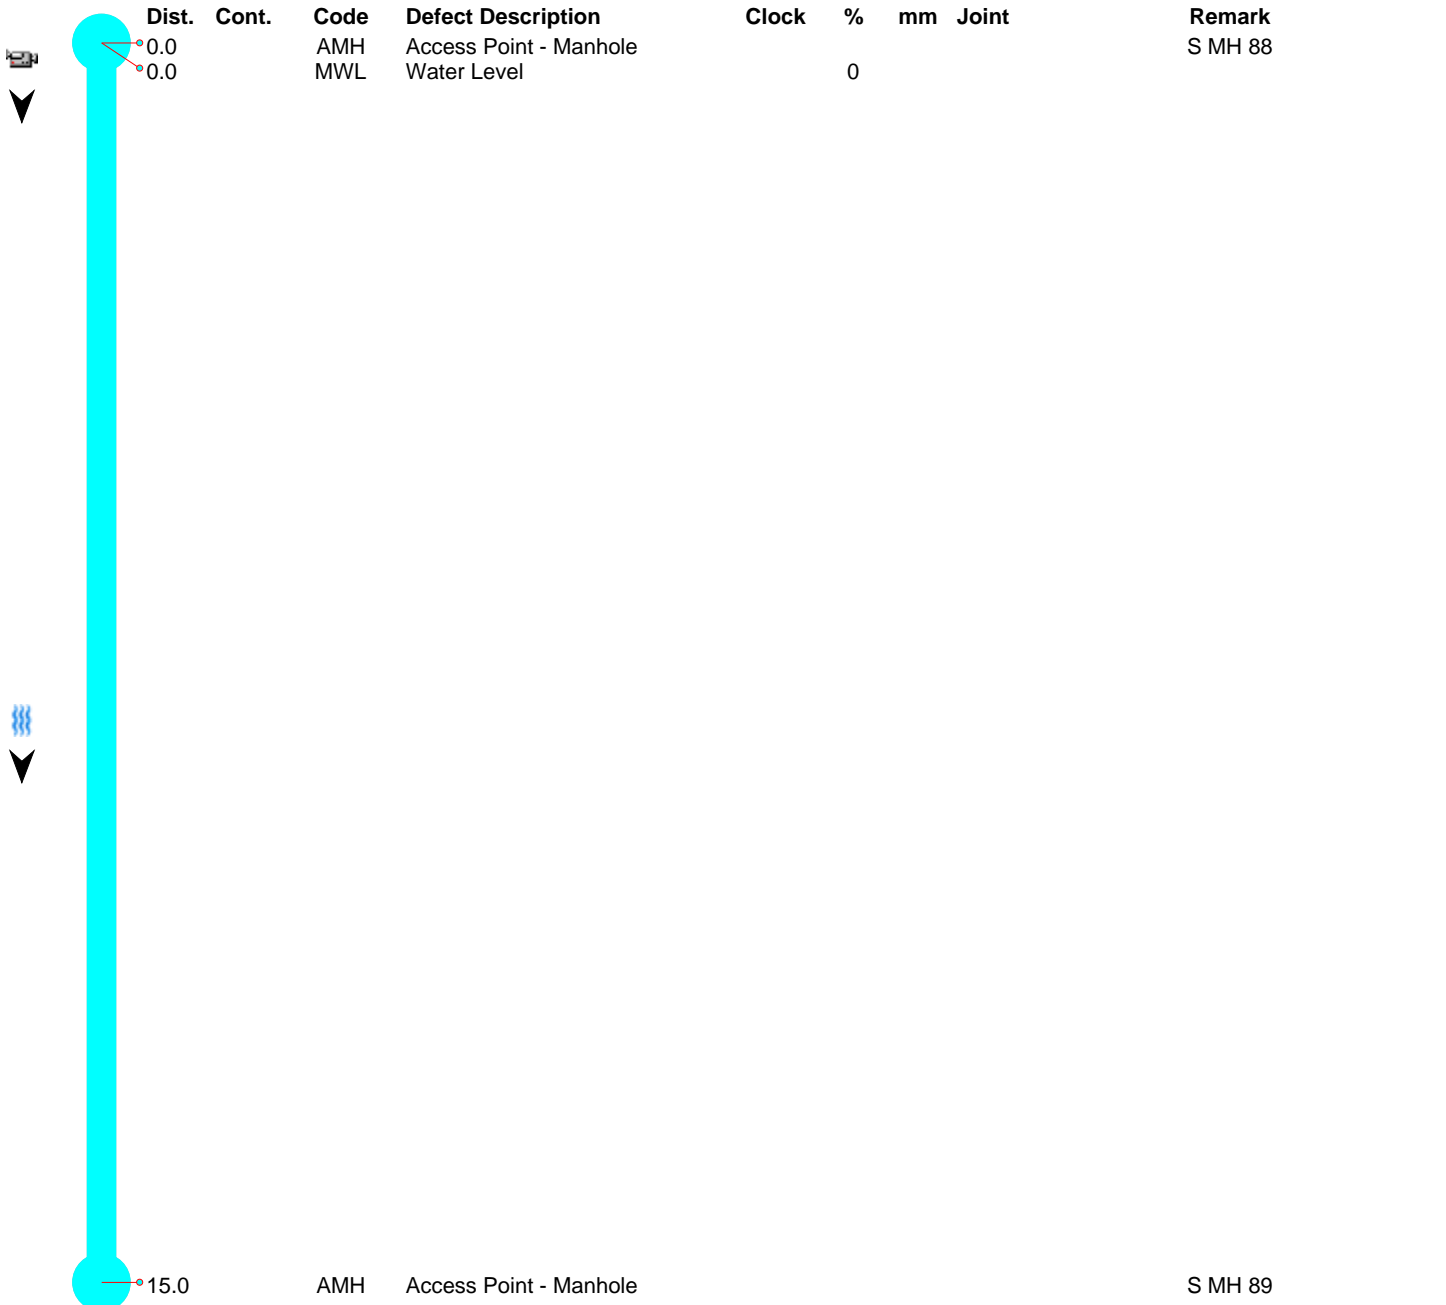 Dist. Cont. Code Defect Description Clock % mm Joint Remark
0.0 AMH Access Point - Manhole S MH 88
0.0 MWL Water Level 0
15.0 AMH Access Point - Manhole S MH 89